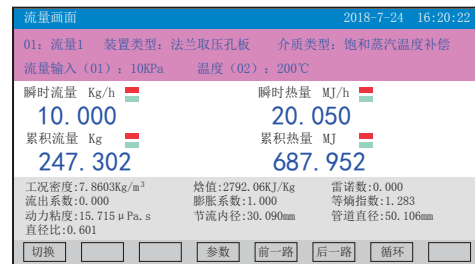 流量画面 2018-7-24 16:20:22
01: 流量1 装置类型: 法兰取压孔板 介质类型: 饱和蒸汽温度补偿
流量输入（01）: 10KPa 温度（02）: 200℃
瞬时流量 Kg/h 瞬时热量 MJ/h
10.000 20.050
累积流量 Kg 累积热量 MJ
247.302 687.952
工况密度:7.8603Kg/m³ 焓值:2792.06KJ/Kg 雷诺数:0.000
流出系数:0.000 膨胀系数:1.000 等熵指数:1.283
动力粘度:15.715μPa.s 节流内径:30.090mm 管道直径:50.106mm
直径比:0.601
切换 参数 前一路 后一路 循环